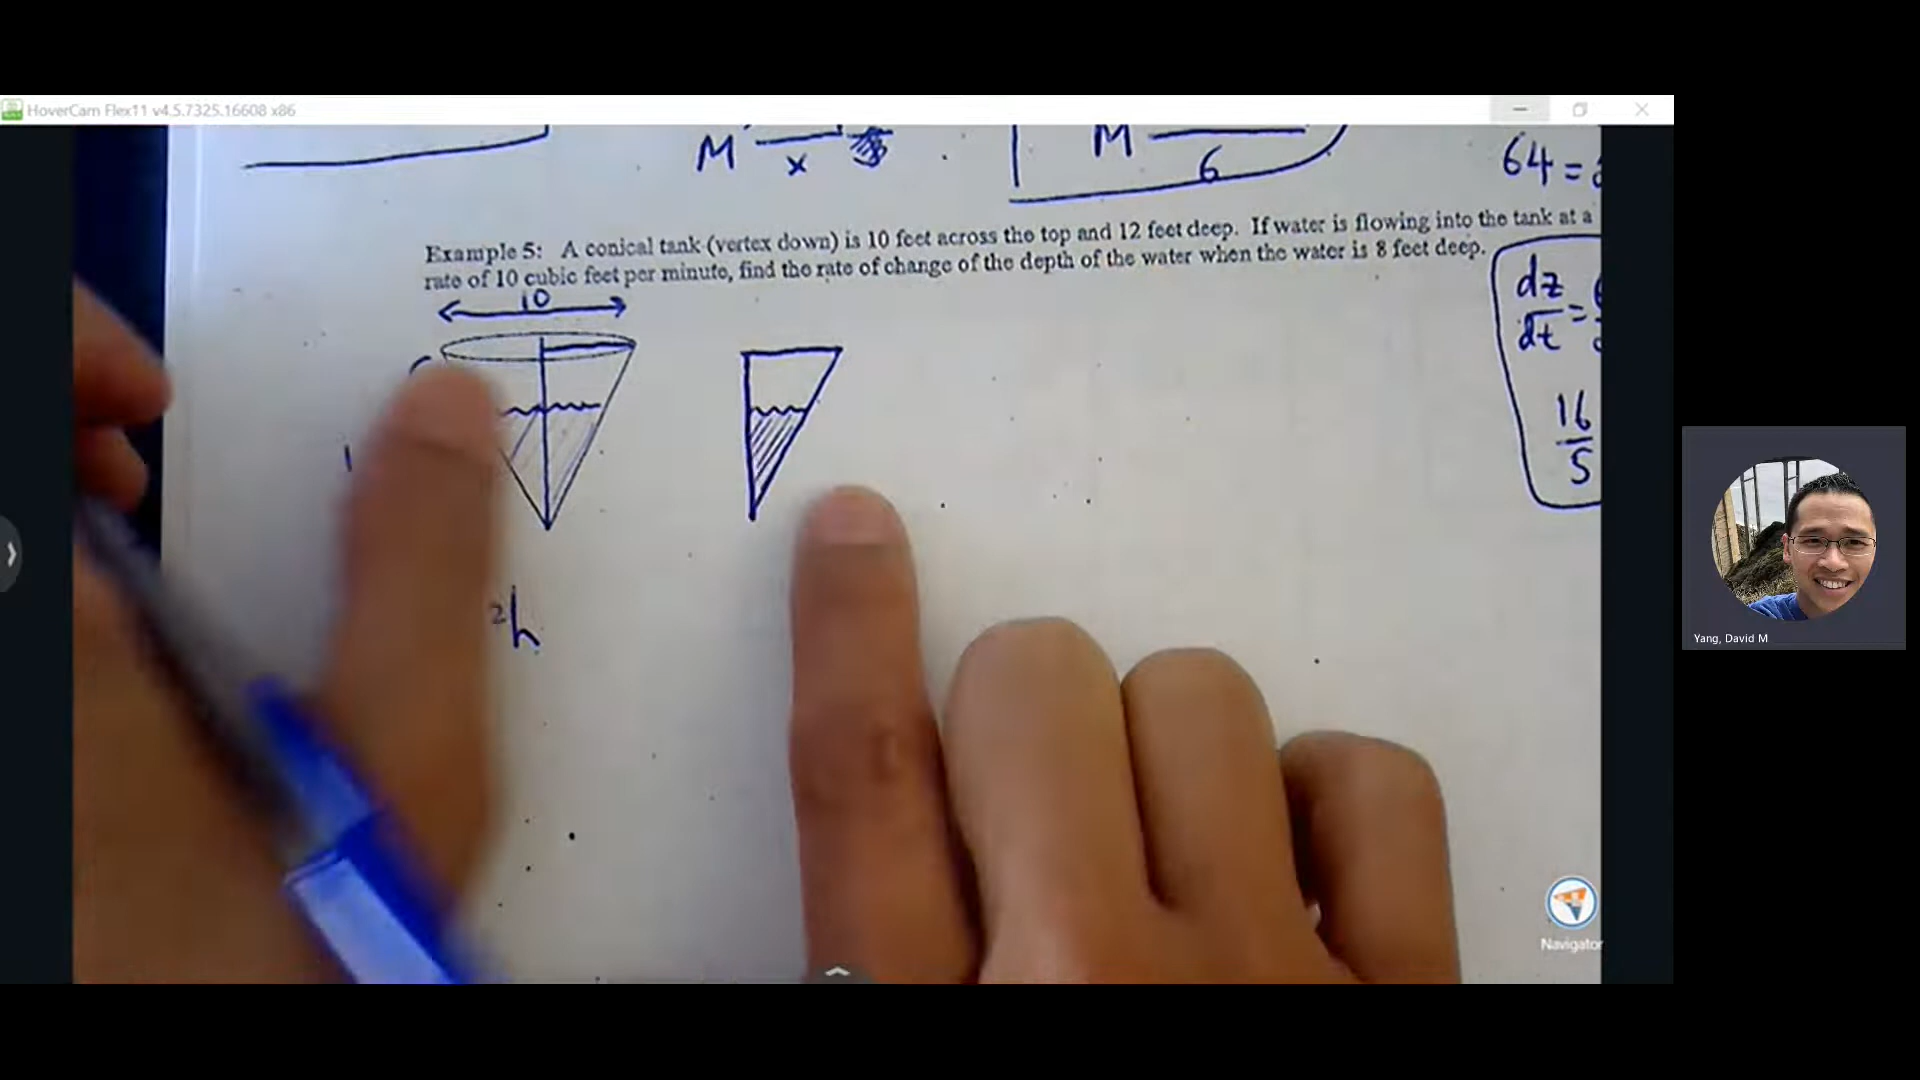 HoverCam Flex11 v4.5.7325.16608 x86
M
x
M
6
64 =
Example 5: A conical tank (vertex down) is 10 feet across the top and 12 feet deep. If water is flowing into the tank at a
rate of 10 cubic feet per minute, find the rate of change of the depth of the water when the water is 8 feet deep.
10
dz
dt =
16
5
2h
Yang, David M
Navigator